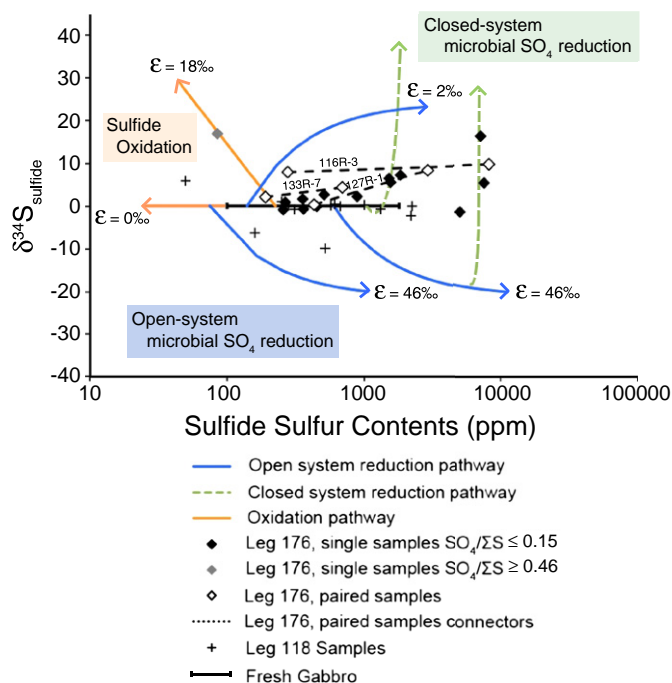 Closed-system
microbial SO4 reduction
40
30
20
10
0
-10
-20
-30
-40
δ34Ssulfide
ε = 18‰
ε = 2‰
Sulfide
Oxidation
116R-3
133R-7
127R-1
ε = 0‰
ε = 46‰
ε = 46‰
Open-system
microbial SO4 reduction
10
100
1000
10000
100000
Sulfide Sulfur Contents (ppm)
Open system reduction pathway
Closed system reduction pathway
Oxidation pathway
Leg 176, single samples SO4/ΣS ≤ 0.15
Leg 176, single samples SO4/ΣS ≥ 0.46
Leg 176, paired samples
Leg 176, paired samples connectors
Leg 118 Samples
Fresh Gabbro